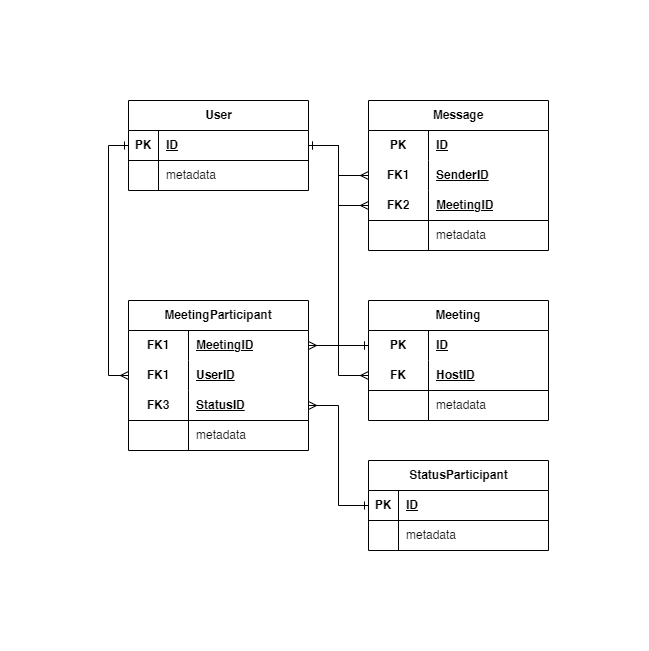 User
PK ID
metadata
Message
PK ID
FK1 SenderID
FK2 MeetingID
metadata
MeetingParticipant
FK1 MeetingID
FK1 UserID
FK3 StatusID
metadata
Meeting
PK ID
FK HostID
metadata
StatusParticipant
PK ID
metadata